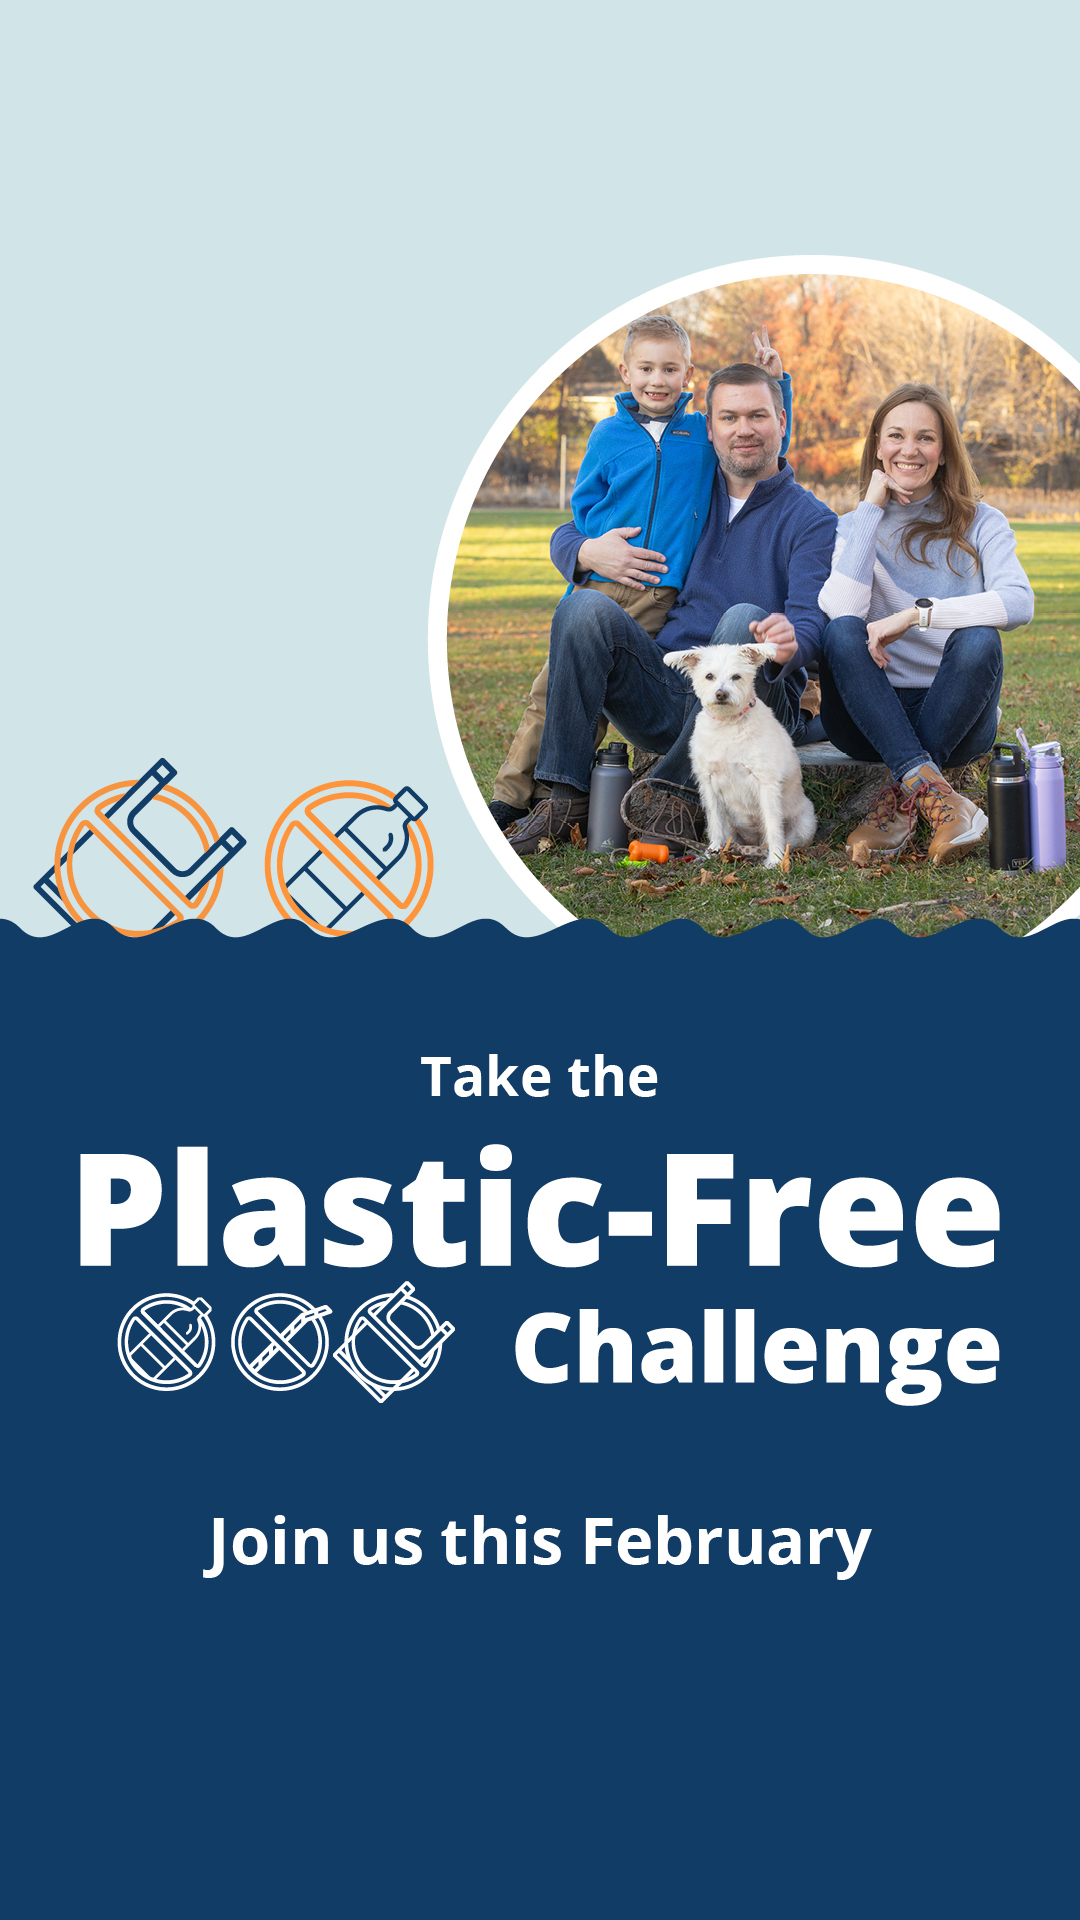 Take the
Plastic-Free
Challenge
Join us this February